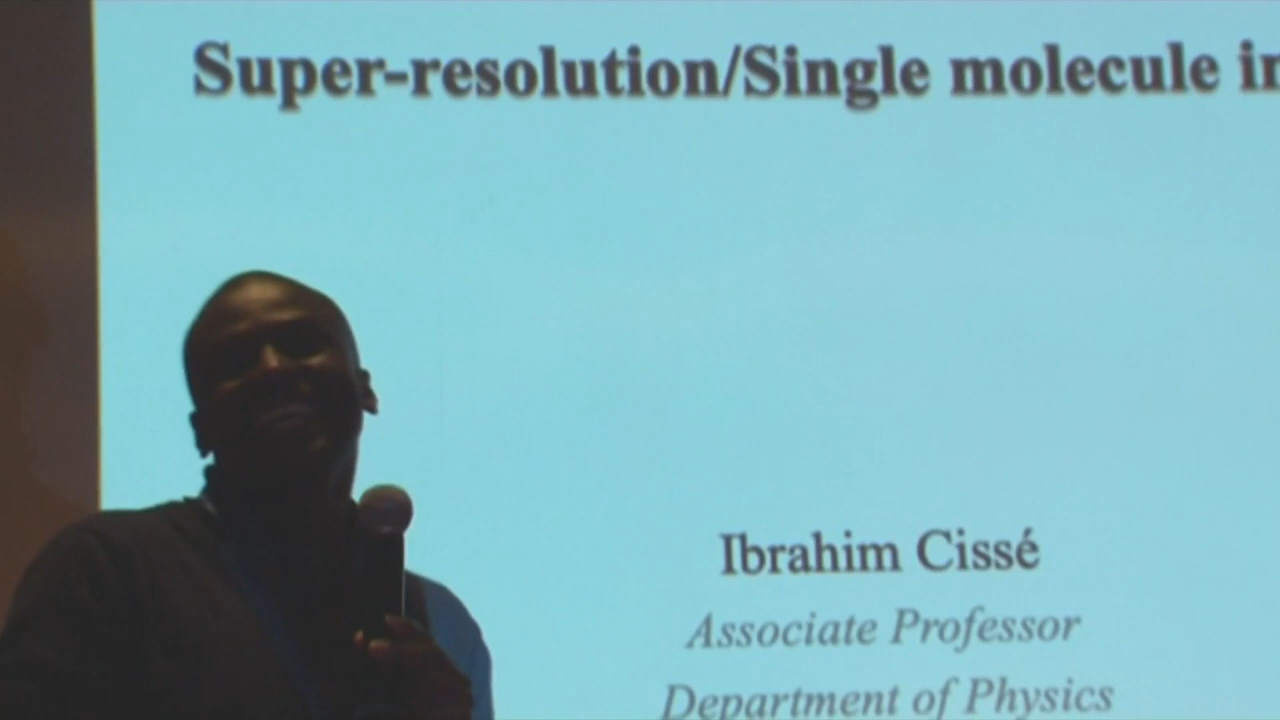 Super-resolution/Single molecule
Ibrahim Cissé
Associate Professor
Department of Physics